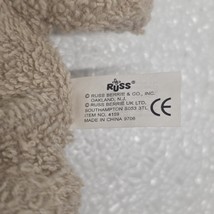 RUSS
© RUSS BERRIE & CO., INC.
OAKLAND, N.J.
© RUSS BERRIE UK LTD.
SOUTHAMPTON SO53 3TL
ITEM NO. #100
MADE IN CHINA
CE